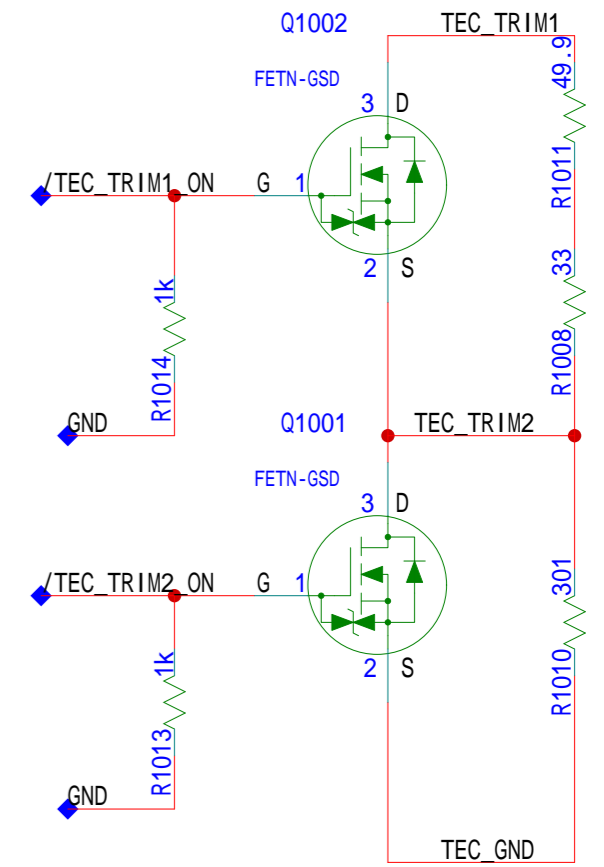 Q1002
TEC_TRIM1
FETN-GSD
49.9
3 D
R1011
/TEC_TRIM1_ON
G 1
2 S
33
1k
R1014
R1008
GND
Q1001
TEC_TRIM2
FETN-GSD
3 D
/TEC_TRIM2_ON
G 1
301
2 S
1k
R1010
R1013
GND
TEC_GND